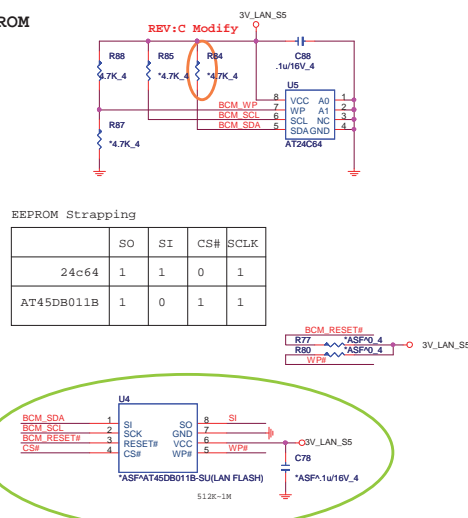 ROM
3V_LAN_S5
REV:C Modify
R88
R85
R84
C88
4.7K_4
*4.7K_4
*4.7K_4
.1u/16V_4
U5
8 VCC A0 1
BCM_WP 7 WP A1 2
BCM_SCL 6 SCL NC 3
BCM_SDA 5 SDA GND 4
AT24C64
R87
*4.7K_4
EEPROM Strapping
SO SI CS# SCLK
24c64 1 1 0 1
AT45DB011B 1 0 1 1
BCM_RESET#
R77 *ASF^0_4
R80 *ASF^0_4
3V_LAN_S5
WP#
U4
BCM_SDA 1 SI SO 8 SI
BCM_SCL 2 SCK GND 7
BCM_RESET# 3 RESET# VCC 6 3V_LAN_S5
CS# 4 CS# WP# 5 WP#
C78
*ASF^AT45DB011B-SU(LAN FLASH)
*ASF^.1u/16V_4
512K-1M